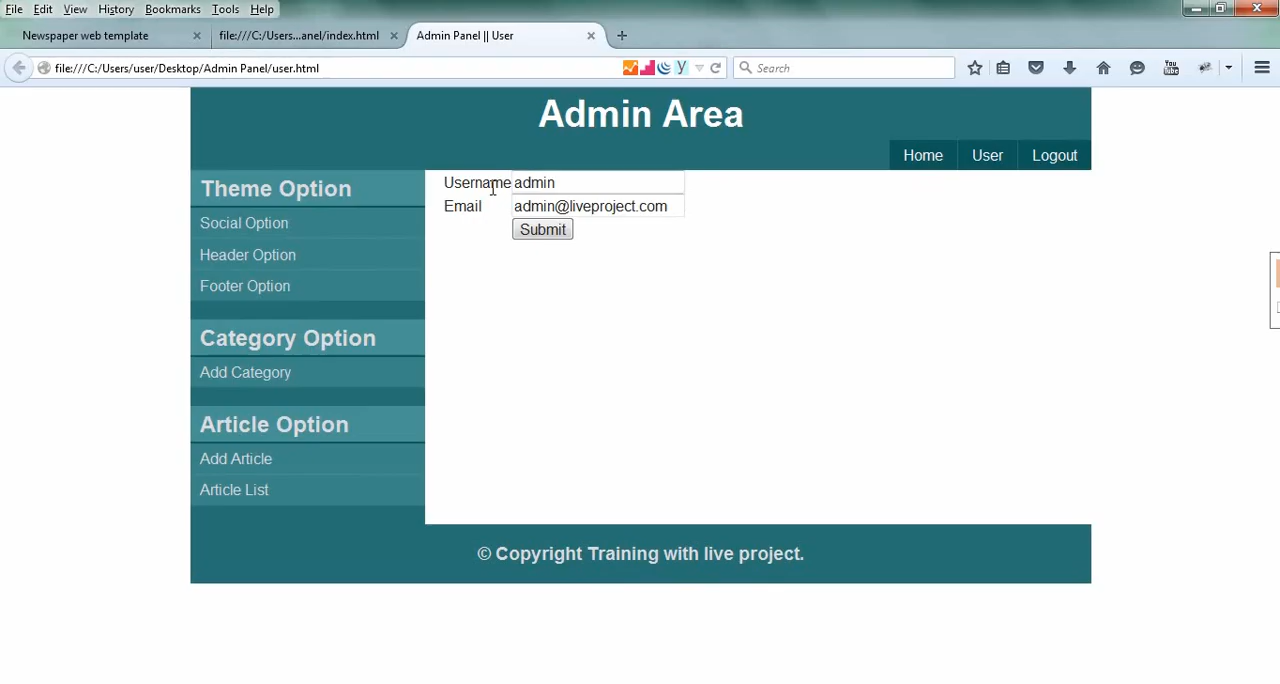 File Edit View History Bookmarks Tools Help
Newspaper web template file:///C:/Users...anel/index.html Admin Panel || User
file:///C:/Users/user/Desktop/Admin Panel/user.html Search
Admin Area
Home User Logout
Theme Option
Social Option
Header Option
Footer Option
Category Option
Add Category
Article Option
Add Article
Article List
Username admin
Email admin@liveproject.com
Submit
© Copyright Training with live project.